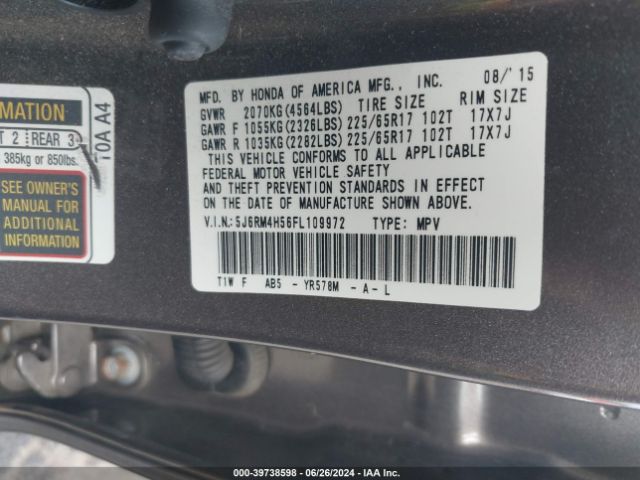 RMATION
T 2 REAR 3
385kg or 850lbs.
SEE OWNER'S
MANUAL FOR
ADDITIONAL
INFORMATION
T0A A4
MFD. BY HONDA OF AMERICA MFG., INC. 08/'15
GVWR 2070KG(4564LBS) TIRE SIZE RIM SIZE
GAWR F 1055KG(2326LBS) 225/65R17 102T 17X7J
GAWR R 1035KG(2282LBS) 225/65R17 102T 17X7J
THIS VEHICLE CONFORMS TO ALL APPLICABLE
FEDERAL MOTOR VEHICLE SAFETY
AND THEFT PREVENTION STANDARDS IN EFFECT
ON THE DATE OF MANUFACTURE SHOWN ABOVE.
V.I.N.:5J6RM4H56FL109972 TYPE: MPV
T1W F AB5 - YR578M - A - L
000-39738598 - 06/26/2024 - IAA Inc.